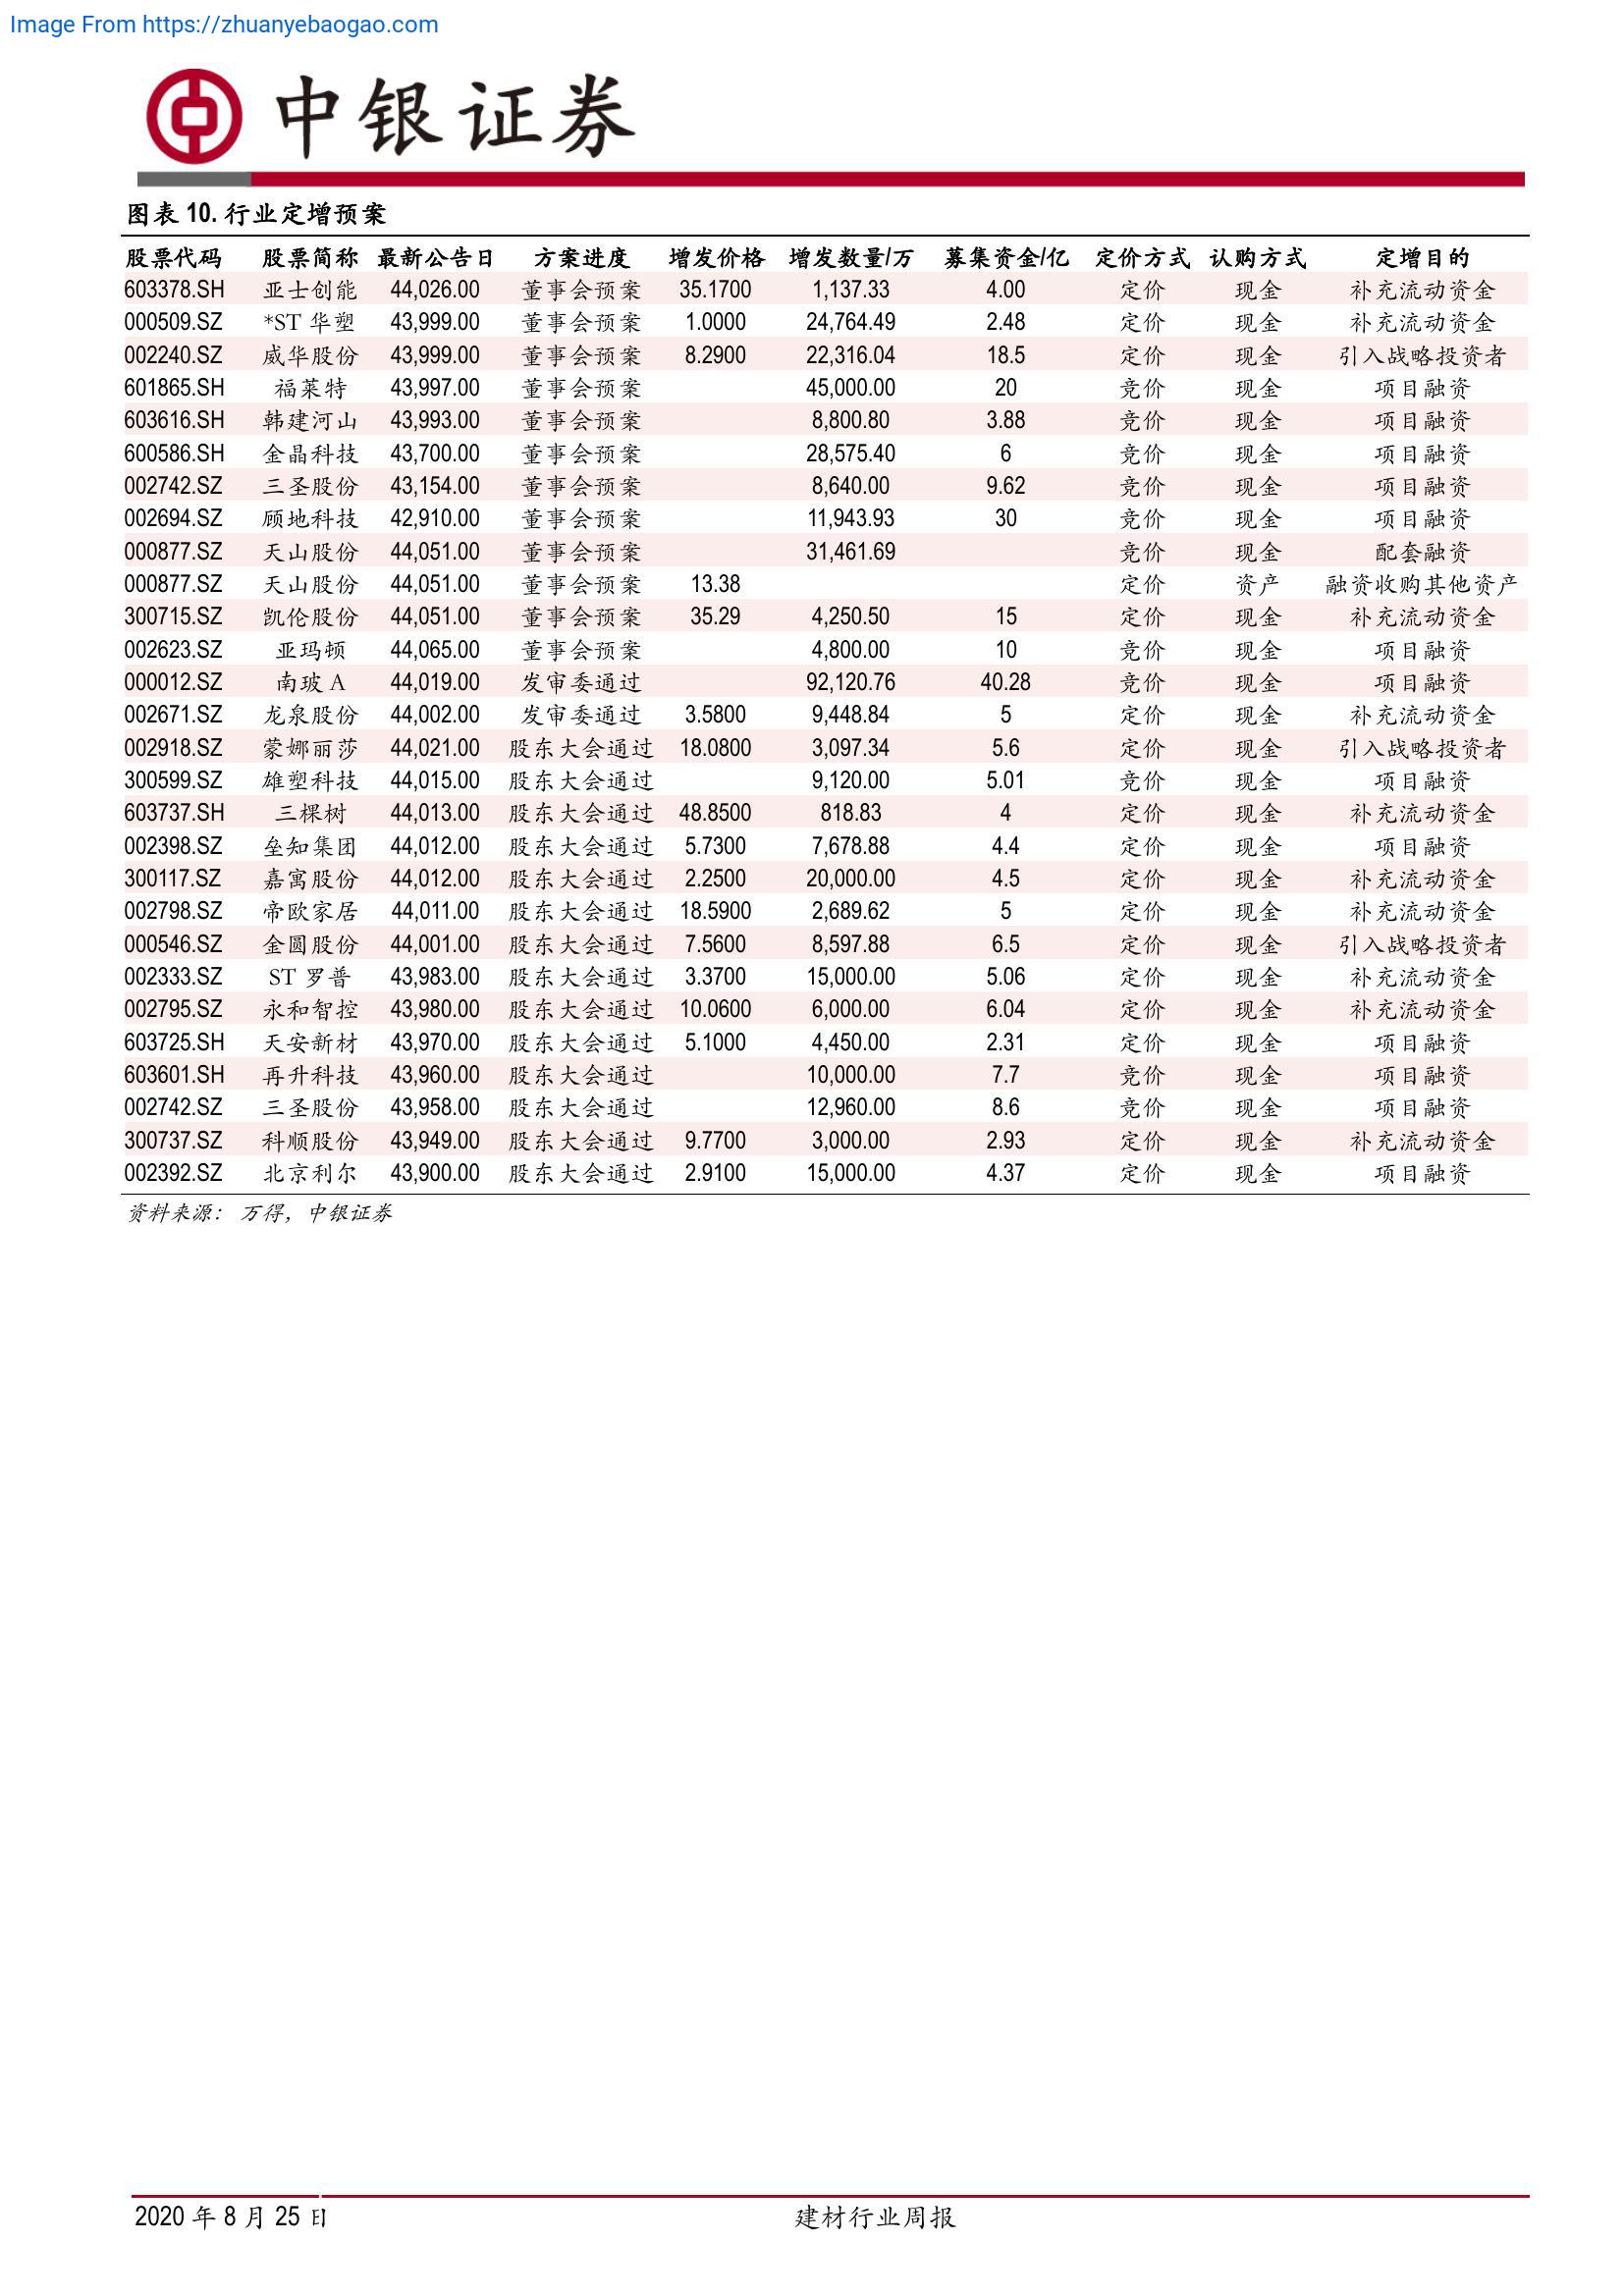 Image From https://zhuanyebaogao.com
中银证券
图表 10. 行业定增预案
股票代码 股票简称 最新公告日 方案进度 增发价格 增发数量/万 募集资金/亿 定价方式 认购方式 定增目的
603378.SH 亚士创能 44,026.00 董事会预案 35.1700 1,137.33 4.00 定价 现金 补充流动资金
000509.SZ *ST 华塑 43,999.00 董事会预案 1.0000 24,764.49 2.48 定价 现金 补充流动资金
002240.SZ 威华股份 43,999.00 董事会预案 8.2900 22,316.04 18.5 定价 现金 引入战略投资者
601865.SH 福莱特 43,997.00 董事会预案 45,000.00 20 竞价 现金 项目融资
603616.SH 韩建河山 43,993.00 董事会预案 8,800.80 3.88 竞价 现金 项目融资
600586.SH 金晶科技 43,700.00 董事会预案 28,575.40 6 竞价 现金 项目融资
002742.SZ 三圣股份 43,154.00 董事会预案 8,640.00 9.62 竞价 现金 项目融资
002694.SZ 顾地科技 42,910.00 董事会预案 11,943.93 30 竞价 现金 项目融资
000877.SZ 天山股份 44,051.00 董事会预案 31,461.69 竞价 现金 配套融资
000877.SZ 天山股份 44,051.00 董事会预案 13.38 定价 资产 融资收购其他资产
300715.SZ 凯伦股份 44,051.00 董事会预案 35.29 4,250.50 15 定价 现金 补充流动资金
002623.SZ 亚玛顿 44,065.00 董事会预案 4,800.00 10 竞价 现金 项目融资
000012.SZ 南玻 A 44,019.00 发审委通过 92,120.76 40.28 竞价 现金 项目融资
002671.SZ 龙泉股份 44,002.00 发审委通过 3.5800 9,448.84 5 定价 现金 补充流动资金
002918.SZ 蒙娜丽莎 44,021.00 股东大会通过 18.0800 3,097.34 5.6 定价 现金 引入战略投资者
300599.SZ 雄塑科技 44,015.00 股东大会通过 9,120.00 5.01 竞价 现金 项目融资
603737.SH 三棵树 44,013.00 股东大会通过 48.8500 818.83 4 定价 现金 补充流动资金
002398.SZ 垒知集团 44,012.00 股东大会通过 5.7300 7,678.88 4.4 定价 现金 项目融资
300117.SZ 嘉寓股份 44,012.00 股东大会通过 2.2500 20,000.00 4.5 定价 现金 补充流动资金
002798.SZ 帝欧家居 44,011.00 股东大会通过 18.5900 2,689.62 5 定价 现金 补充流动资金
000546.SZ 金圆股份 44,001.00 股东大会通过 7.5600 8,597.88 6.5 定价 现金 引入战略投资者
002333.SZ ST 罗普 43,983.00 股东大会通过 3.3700 15,000.00 5.06 定价 现金 补充流动资金
002795.SZ 永和智控 43,980.00 股东大会通过 10.0600 6,000.00 6.04 定价 现金 补充流动资金
603725.SH 天安新材 43,970.00 股东大会通过 5.1000 4,450.00 2.31 定价 现金 项目融资
603601.SH 再升科技 43,960.00 股东大会通过 10,000.00 7.7 竞价 现金 项目融资
002742.SZ 三圣股份 43,958.00 股东大会通过 12,960.00 8.6 竞价 现金 项目融资
300737.SZ 科顺股份 43,949.00 股东大会通过 9.7700 3,000.00 2.93 定价 现金 补充流动资金
002392.SZ 北京利尔 43,900.00 股东大会通过 2.9100 15,000.00 4.37 定价 现金 项目融资
资料来源：万得，中银证券
2020 年 8 月 25 日 建材行业周报